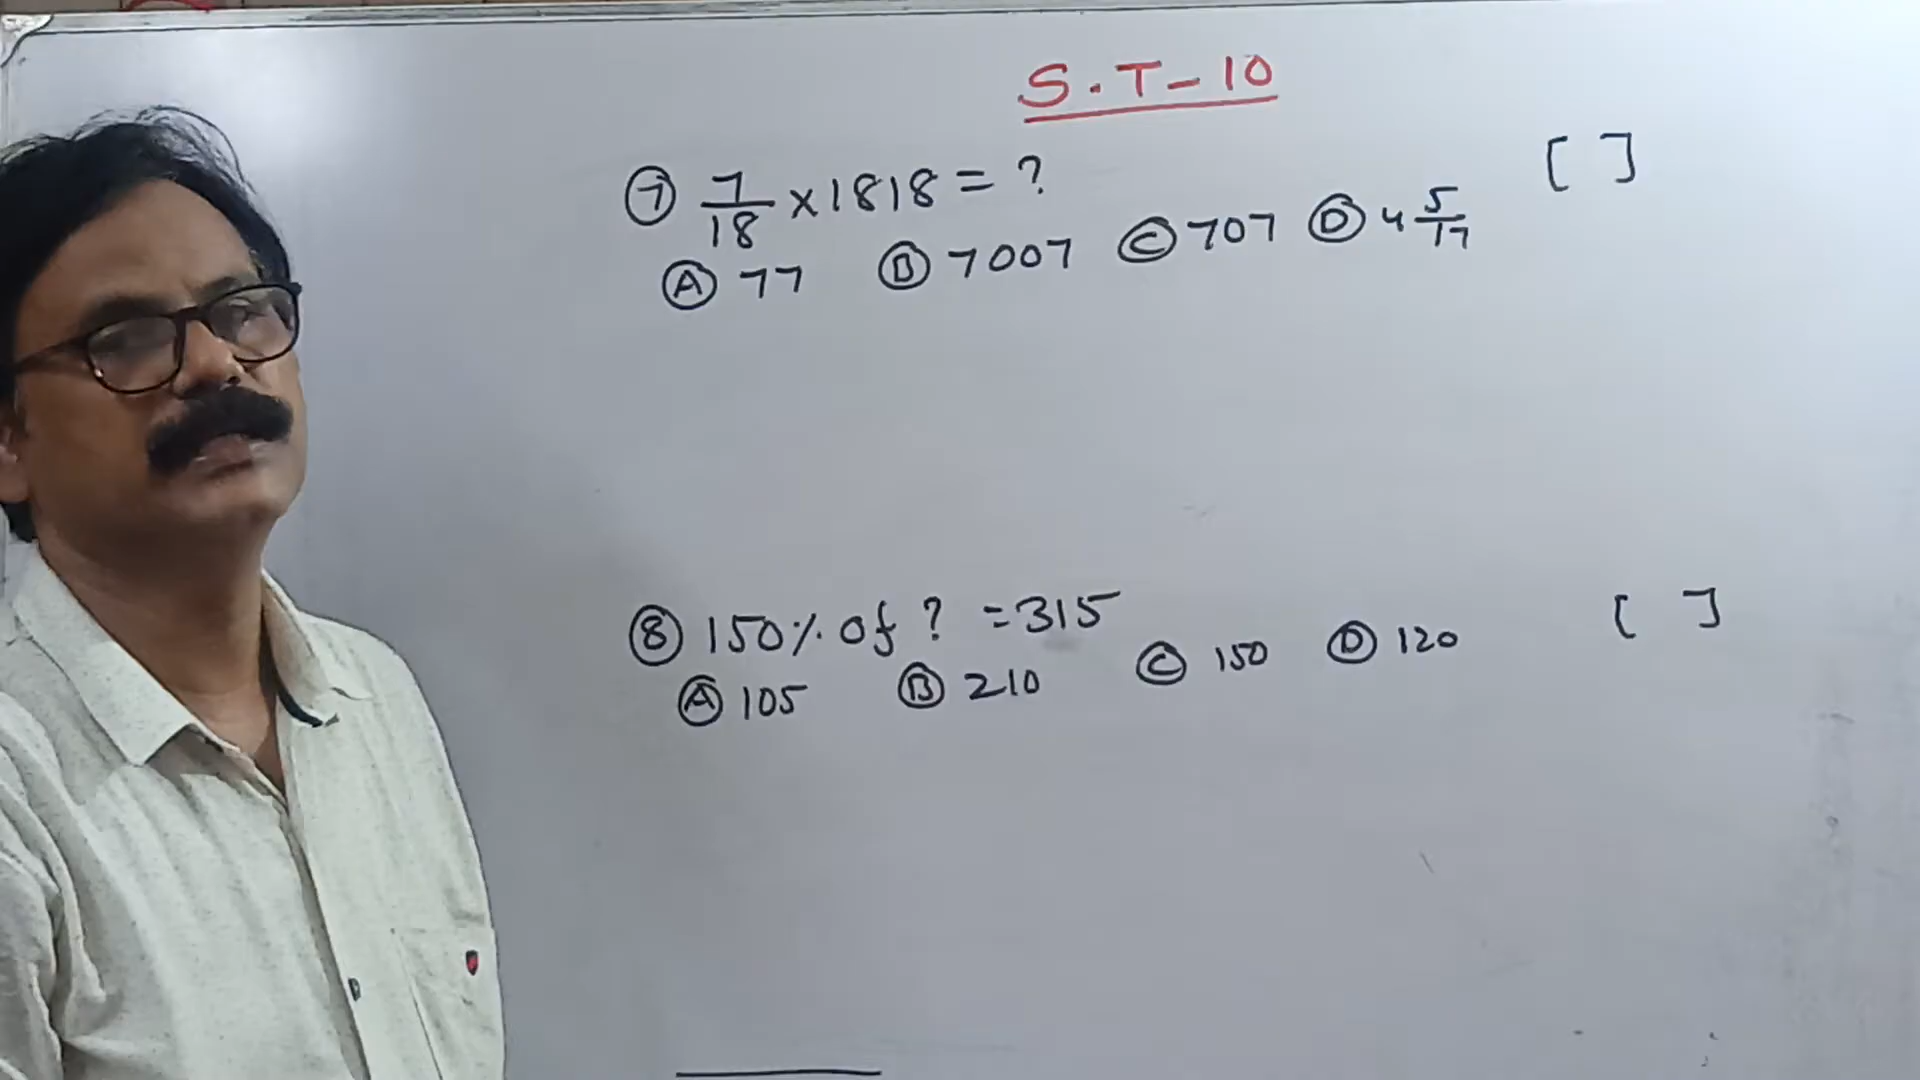 S.T-10
⑦ 7/18 ×1818 = ? [ ]
Ⓐ 77 Ⓑ 7007 Ⓒ 707 Ⓓ 4 5/17
⑧ 150% of ? =315 [ ]
Ⓐ 105 Ⓑ 210 Ⓒ 150 Ⓓ 120